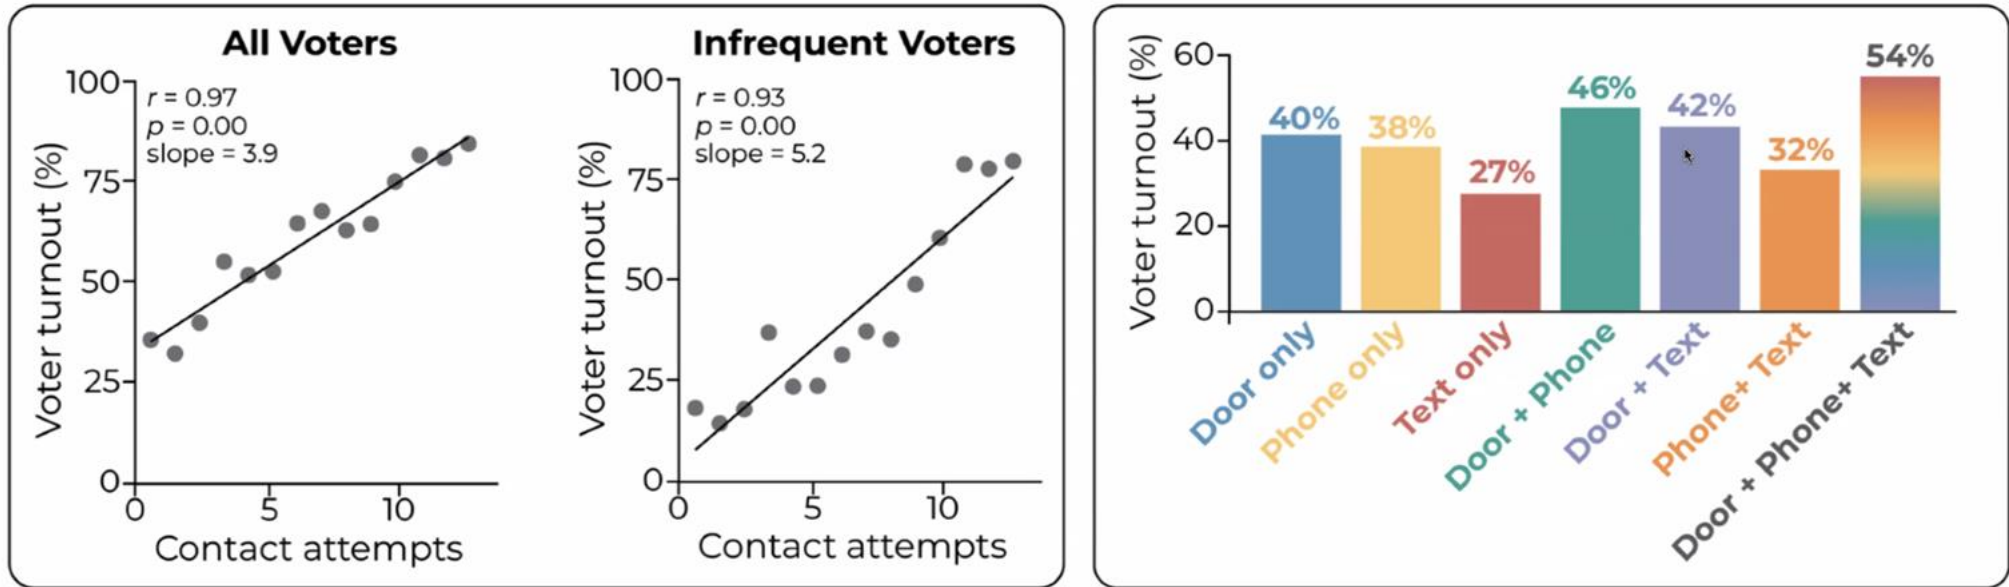 All Voters
r = 0.97
p = 0.00
slope = 3.9
Voter turnout (%)
100
75
50
25
0
0 5 10
Contact attempts
Infrequent Voters
r = 0.93
p = 0.00
slope = 5.2
Voter turnout (%)
100
75
50
25
0
0 5 10
Contact attempts
Voter turnout (%)
60
40
20
0
40%
38%
27%
46%
42%
32%
54%
Door only
Phone only
Text only
Door + Phone
Door + Text
Phone+ Text
Door + Phone+ Text